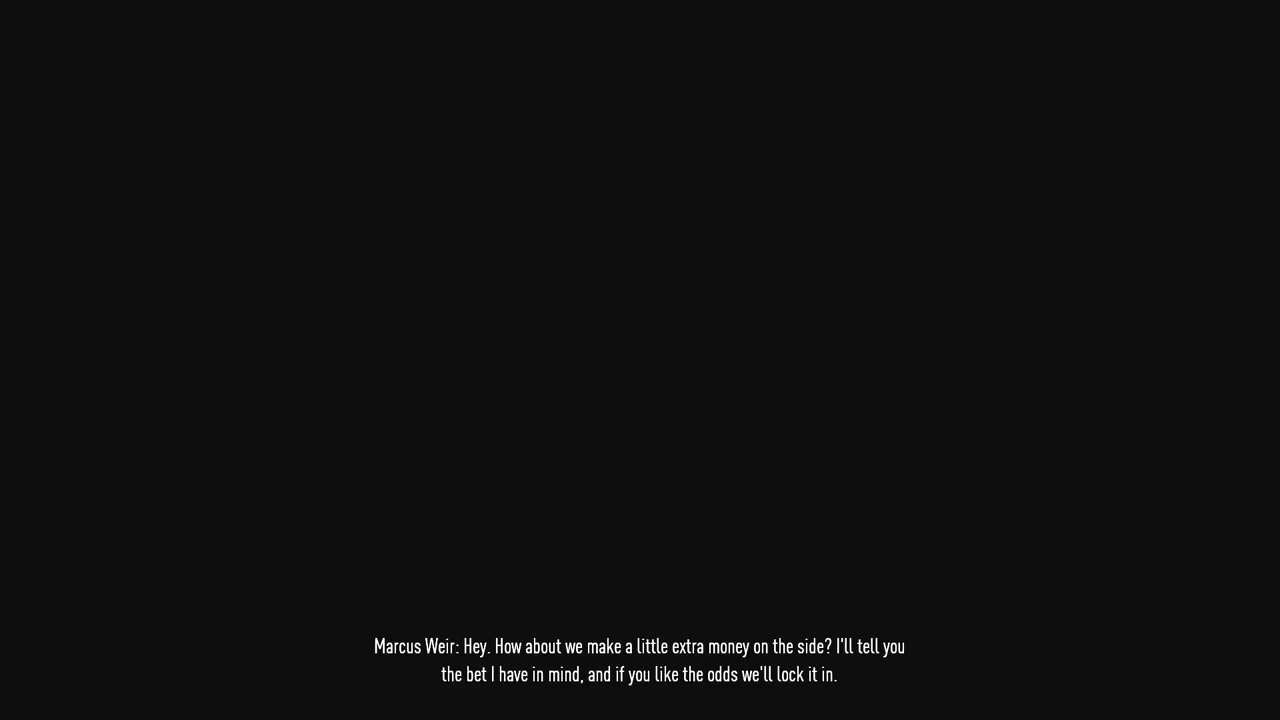 Marcus Weir: Hey. How about we make a little extra money on the side? I'll tell you
the bet I have in mind, and if you like the odds we'll lock it in.